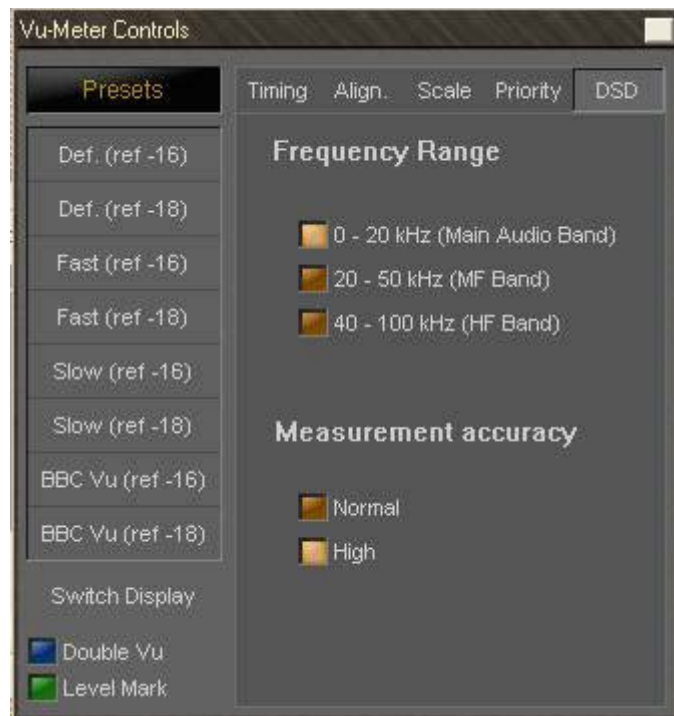 Vu-Meter Controls
Presets
Def. (ref -16)
Def. (ref -18)
Fast (ref -16)
Fast (ref -18)
Slow (ref -16)
Slow (ref -18)
BBC Vu (ref -16)
BBC Vu (ref -18)
Switch Display
Double Vu
Level Mark
Timing Align. Scale Priority DSD
Frequency Range
0 - 20 kHz (Main Audio Band)
20 - 50 kHz (MF Band)
40 - 100 kHz (HF Band)
Measurement accuracy
Normal
High